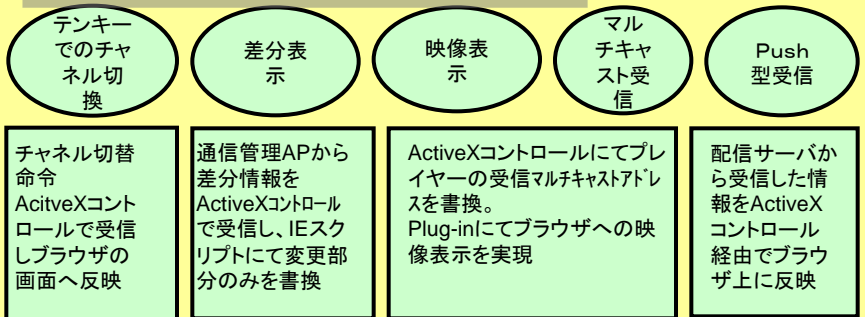 テンキー
でのチャ
ネル切
換
差分表
示
映像表
示
マル
チキャ
スト受
信
Push
型受信
チャネル切替
命令
AcitveXコント
ロールで受信
しブラウザの
画面へ反映
通信管理APから
差分情報を
ActiveXｺﾝﾄﾛｰﾙ
で受信し、IEスク
リプトにて変更部
分のみを書換
ActiveXコントロールにてプレ
イヤーの受信ﾏﾙﾁｷｬｽﾄｱﾄﾞﾚ
ｽを書換。
Plug-inにてブラウザへの映
像表示を実現
配信サーバか
ら受信した情
報をActiveX
コントロール
経由でブラウ
ザ上に反映